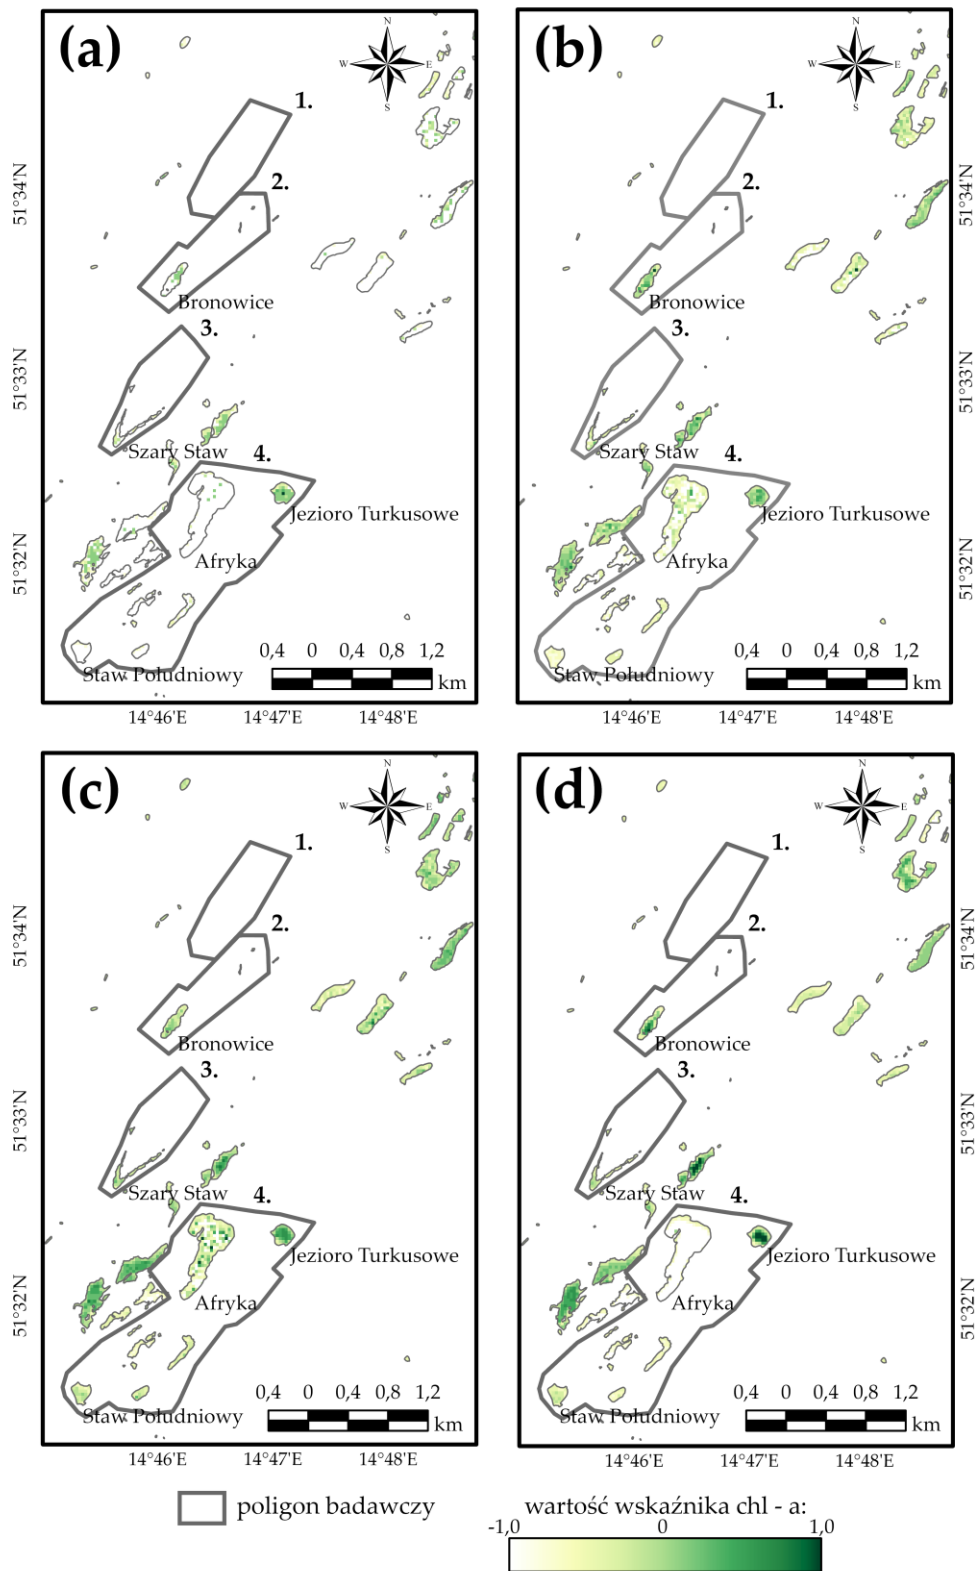 (a)
N
W E
S
1.
2.
Bronowice
3.
Szary Staw
4.
Jezioro Turkusowe
Afryka
Staw Południowy
0,4 0 0,4 0,8 1,2
km
51°34'N
51°33'N
51°32'N
14°46'E 14°47'E 14°48'E
(b)
N
W E
S
1.
2.
Bronowice
3.
Szary Staw
4.
Jezioro Turkusowe
Afryka
Staw Południowy
0,4 0 0,4 0,8 1,2
km
51°34'N
51°33'N
51°32'N
14°46'E 14°47'E 14°48'E
(c)
N
W E
S
1.
2.
Bronowice
3.
Szary Staw
4.
Jezioro Turkusowe
Afryka
Staw Południowy
0,4 0 0,4 0,8 1,2
km
51°34'N
51°33'N
51°32'N
14°46'E 14°47'E 14°48'E
(d)
N
W E
S
1.
2.
Bronowice
3.
Szary Staw
4.
Jezioro Turkusowe
Afryka
Staw Południowy
0,4 0 0,4 0,8 1,2
km
51°34'N
51°33'N
51°32'N
14°46'E 14°47'E 14°48'E
poligon badawczy
wartość wskaźnika chl - a:
-1,0 0 1,0